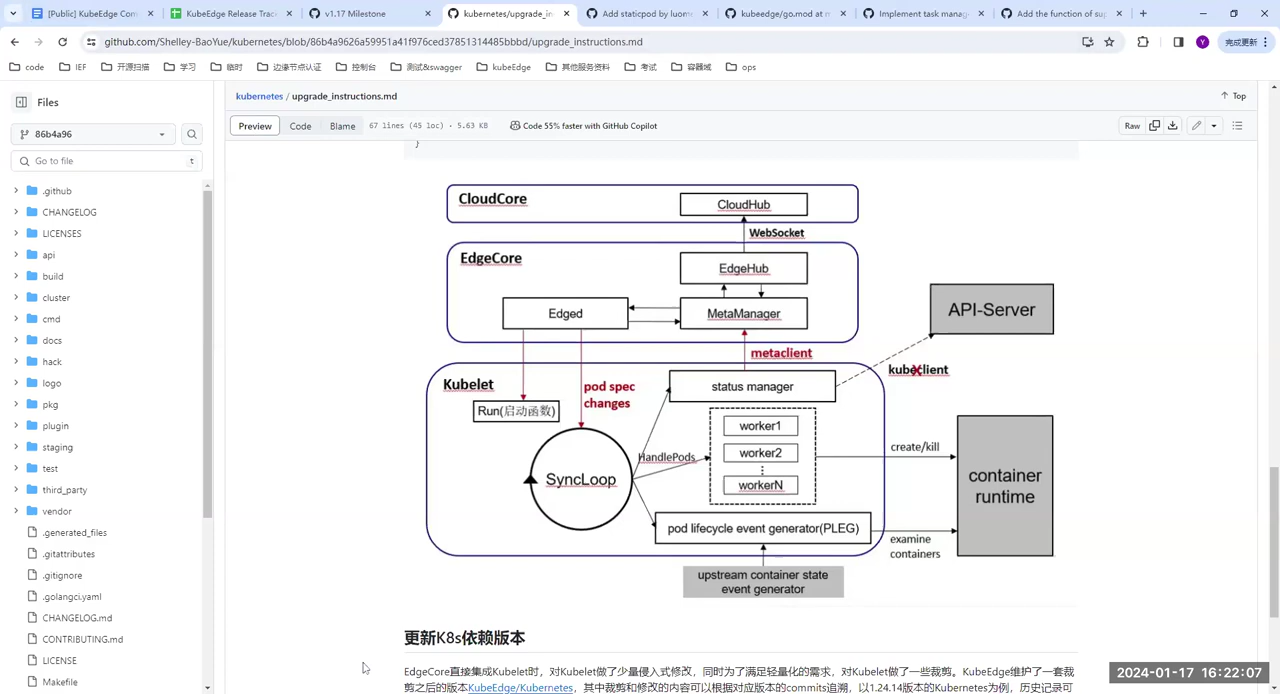 [Public] KubeEdge Con
KubeEdge Release Trac
v1.17 Milestone
kubernetes/upgrade_in
Add staticpod by luome
kubeedge/go.mod at m
Implement task manag
Add the function of su
github.com/Shelley-BaoYue/kubernetes/blob/86b4a9626a59951a41f976ced3785131443fbbbd/upgrade_instructions.md
Y
完成更新
code
IEF
开源扫描
学习
临时
边缘节点认证
控制台
测试&swagger
kubeedge
其他服务资料
考试
容器域
ops
Files
kubernetes / upgrade_instructions.md
Top
86b4a96
Preview
Code
Blame
67 lines (45 loc) · 5.63 KB
Code 55% faster with GitHub Copilot
Raw
Go to file
t
.github
CHANGELOG
LICENSES
api
build
cluster
cmd
docs
hack
logo
pkg
plugin
staging
test
third_party
vendor
.generated_files
.gitattributes
.gitignore
.golangci.yaml
CHANGELOG.md
CONTRIBUTING.md
LICENSE
Makefile
}
CloudCore
CloudHub
WebSocket
EdgeCore
EdgeHub
Edged
MetaManager
API-Server
metaclient
kubeclient
Kubelet
pod spec
changes
status manager
Run(启动函数)
worker1
worker2
workerN
HandlePods
create/kill
SyncLoop
container
runtime
pod lifecycle event generator(PLEG)
examine
containers
upstream container state
event generator
更新K8s依赖版本
EdgeCore直接集成Kubelet时，对Kubelet做了少量侵入式修改，同时为了满足轻量化的需求，对Kubelet做了一些裁剪。KubeEdge维护了一套裁
剪之后的版本KubeEdge/Kubernetes，其中裁剪和修改的内容可以根据对应版本的commits追溯，以1.24.14版本的Kubernetes为例，历史记录可
2024-01-17 16:22:07